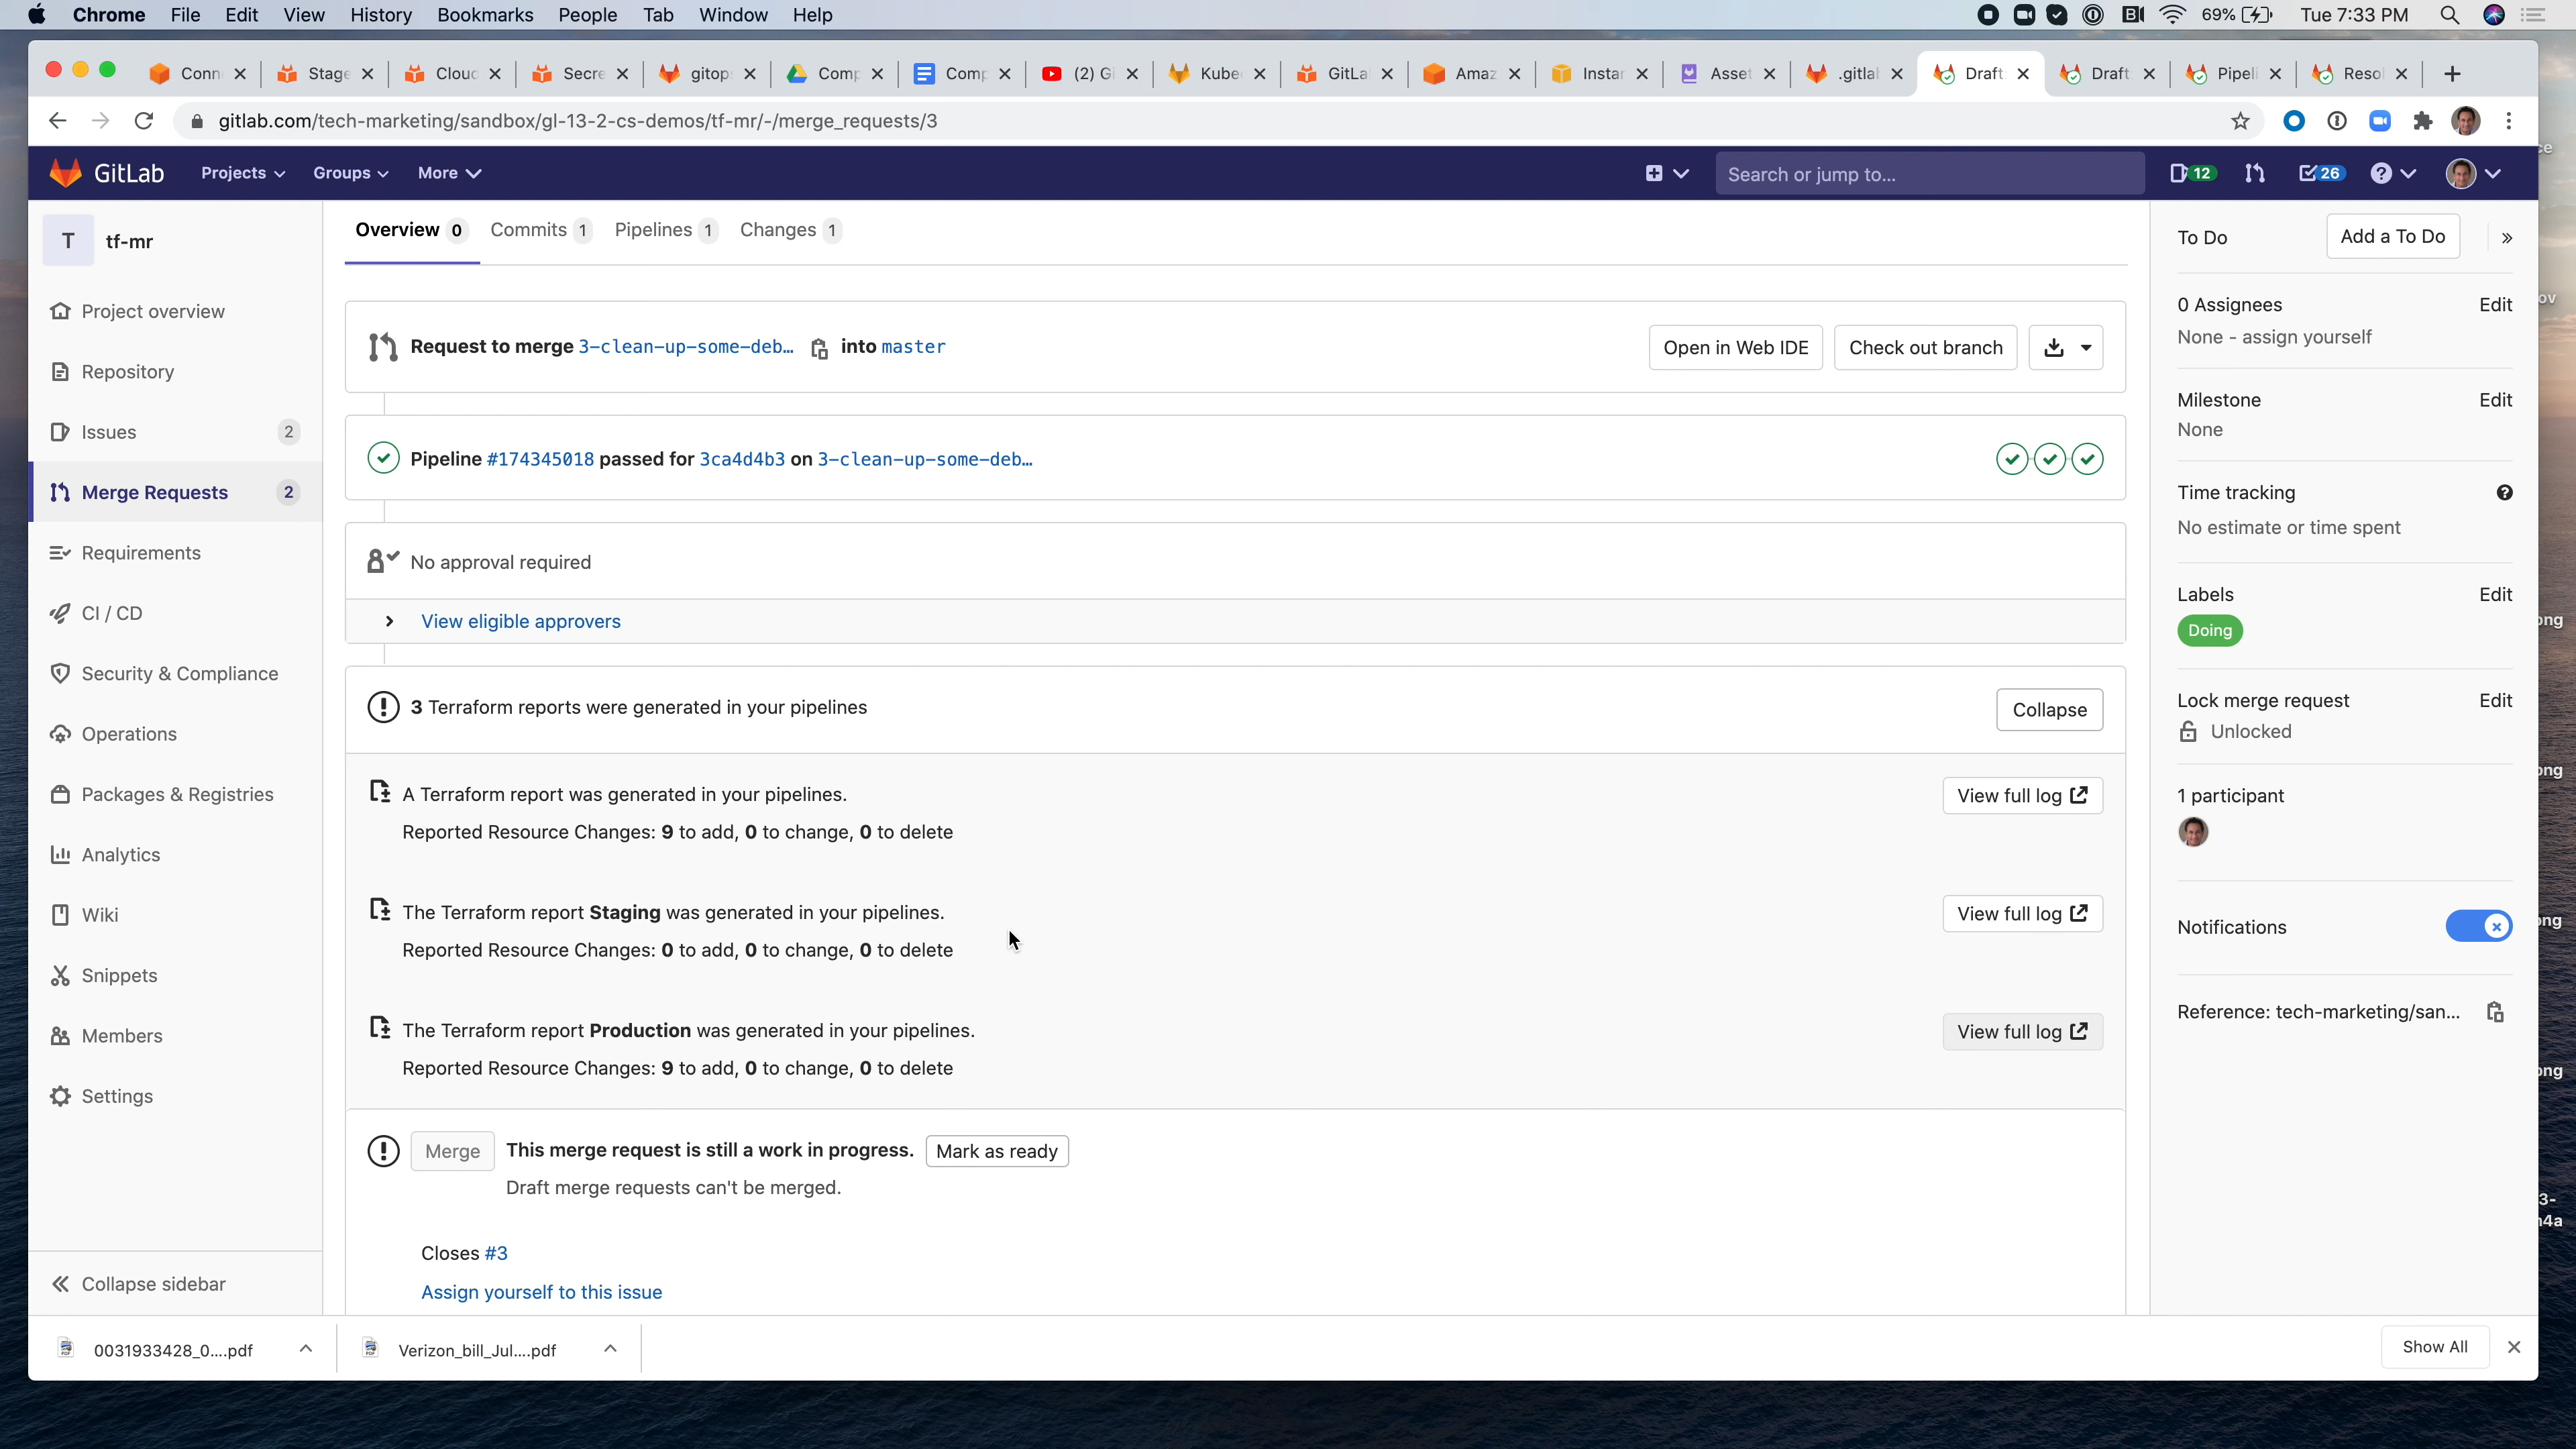 Chrome File Edit View History Bookmarks People Tab Window Help 69% Tue 7:33 PM
Conn Stage Clouc Secre gitop Comp Comp (2) Gi Kube GitLa Amaz Instar Asset .gitlal Draft Draft Pipeli Resol
gitlab.com/tech-marketing/sandbox/gl-13-2-cs-demos/tf-mr/-/merge_requests/3
GitLab Projects Groups More Search or jump to... 12 26
T tf-mr
Project overview
Repository
Issues 2
Merge Requests 2
Requirements
CI / CD
Security & Compliance
Operations
Packages & Registries
Analytics
Wiki
Snippets
Members
Settings
Collapse sidebar
Overview 0 Commits 1 Pipelines 1 Changes 1
Request to merge 3-clean-up-some-deb… into master Open in Web IDE Check out branch
Pipeline #174345018 passed for 3ca4d4b3 on 3-clean-up-some-deb…
No approval required
View eligible approvers
3 Terraform reports were generated in your pipelines Collapse
A Terraform report was generated in your pipelines. View full log
Reported Resource Changes: 9 to add, 0 to change, 0 to delete
The Terraform report Staging was generated in your pipelines. View full log
Reported Resource Changes: 0 to add, 0 to change, 0 to delete
The Terraform report Production was generated in your pipelines. View full log
Reported Resource Changes: 9 to add, 0 to change, 0 to delete
Merge This merge request is still a work in progress. Mark as ready
Draft merge requests can't be merged.
Closes #3
Assign yourself to this issue
To Do Add a To Do
0 Assignees Edit
None - assign yourself
Milestone Edit
None
Time tracking
No estimate or time spent
Labels Edit
Doing
Lock merge request Edit
Unlocked
1 participant
Notifications
Reference: tech-marketing/san...
0031933428_0....pdf Verizon_bill_Jul....pdf Show All
ov
ong
ong
ong
ong
3-